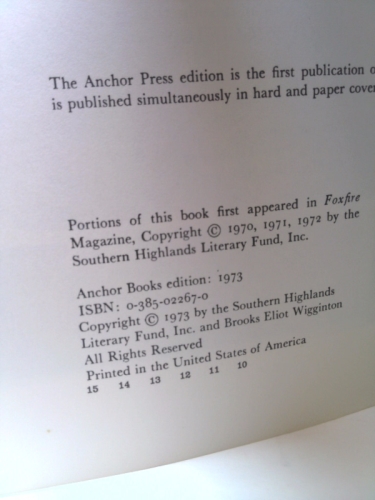 The Anchor Press edition is the first publication
is published simultaneously in hard and paper
Portions of this book first appeared in Foxfire
Magazine, Copyright © 1970, 1971, 1972 by the
Southern Highlands Literary Fund, Inc.
Anchor Books edition: 1973
ISBN: 0-385-02267-0
Copyright © 1973 by the Southern Highlands
Literary Fund, Inc. and Brooks Eliot Wigginton
All Rights Reserved
Printed in the United States of America
15 14 13 12 11 10